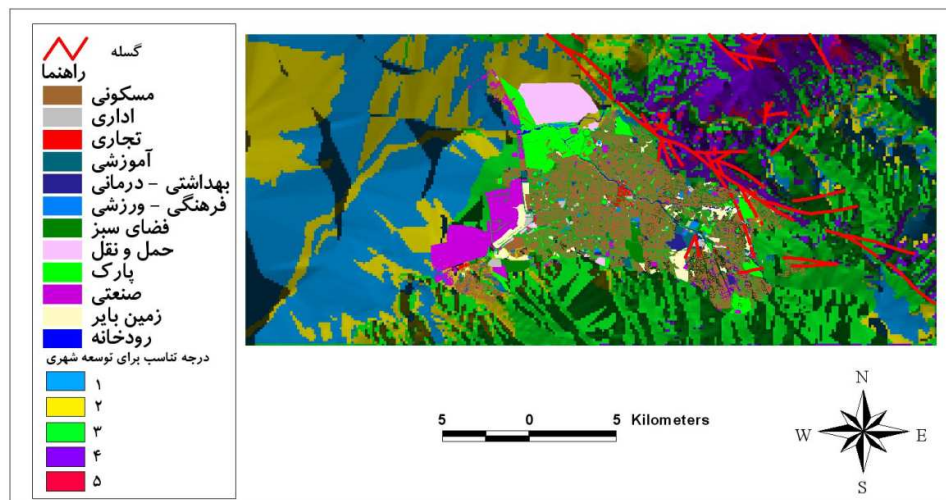 گسله
راهنما
مسکونی
اداری
تجاری
آموزشی
بهداشتی - درمانی
فرهنگی - ورزشی
فضای سبز
حمل و نقل
پارک
صنعتی
زمین بایر
رودخانه
درجه تناسب برای توسعه شهری
۱
۲
۳
۴
۵
5 0 5 Kilometers
N
W E
S